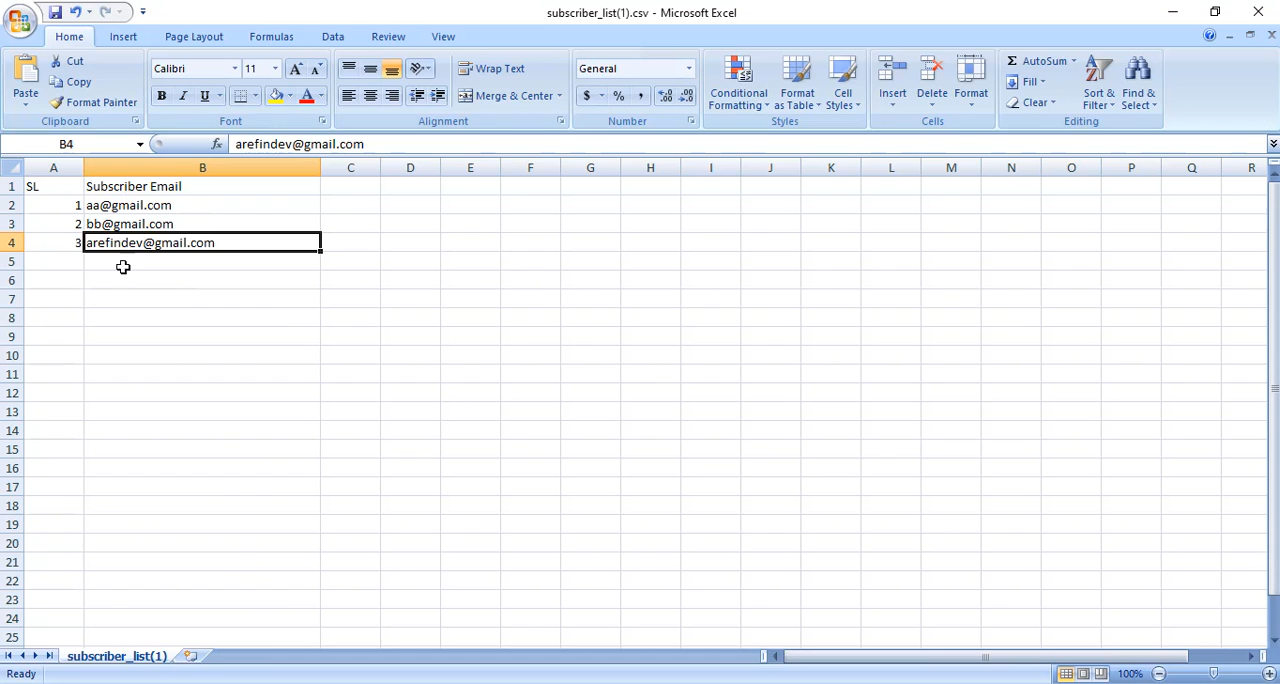 subscriber_list(1).csv - Microsoft Excel
Home Insert Page Layout Formulas Data Review View
Paste Cut Copy Format Painter
Clipboard
Calibri 11
B I U A
Font
Wrap Text
Merge & Center
Alignment
General
$ % , .0 .00 .00 .0
Number
Conditional Formatting
Format as Table
Cell Styles
Styles
Insert Delete Format
Cells
Σ AutoSum
Fill
Clear
Sort & Filter
Find & Select
Editing
B4 fx arefindev@gmail.com
A B C D E F G H I J K L M N O P Q R
1 SL Subscriber Email
2 1 aa@gmail.com
3 2 bb@gmail.com
4 3 arefindev@gmail.com
5
6
7
8
9
10
11
12
13
14
15
16
17
18
19
20
21
22
23
24
25
subscriber_list(1)
Ready 100%